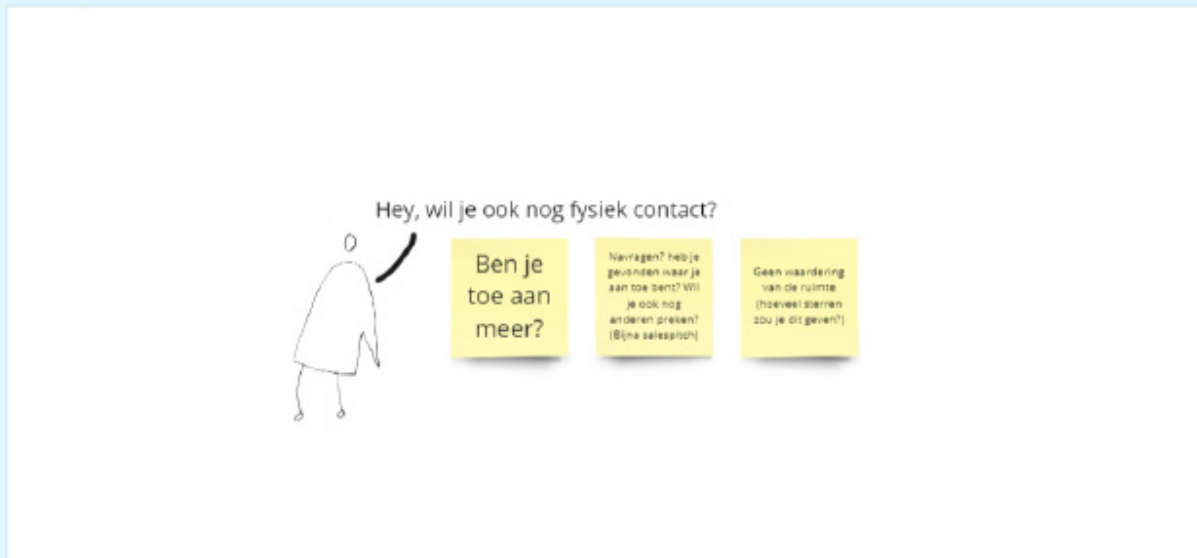 Hey, wil je ook nog fysiek contact?
Ben je
toe aan
meer?
Navragen? heb je
gevonden waar je
aan toe bent? Wil
je ook nog
anderen preken?
(Bijna salespitch)
Geen waardering
van de ruimte
(hoeveel sterren
zou je dit geven?)